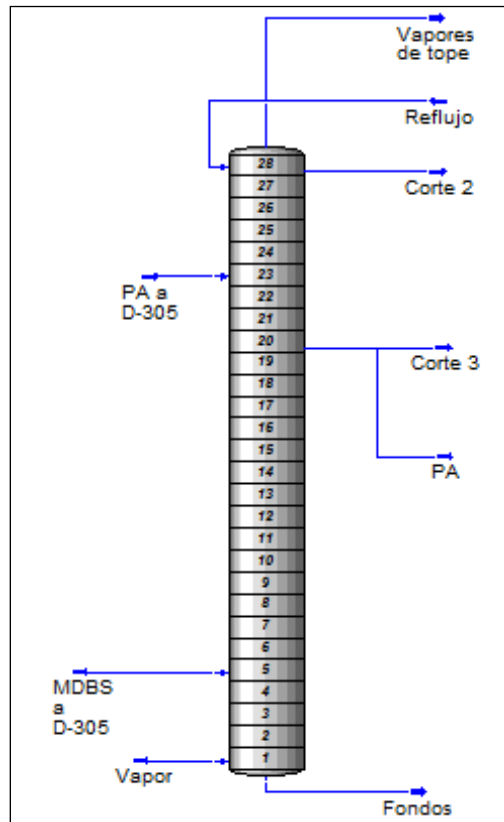 Vapores
de tope
Reflujo
28
Corte 2
27
26
25
24
23
PA a
D-305
22
21
20
Corte 3
19
18
17
16
15
PA
14
13
12
11
10
9
8
7
6
5
MDBS
a
D-305
4
3
2
1
Vapor
Fondos